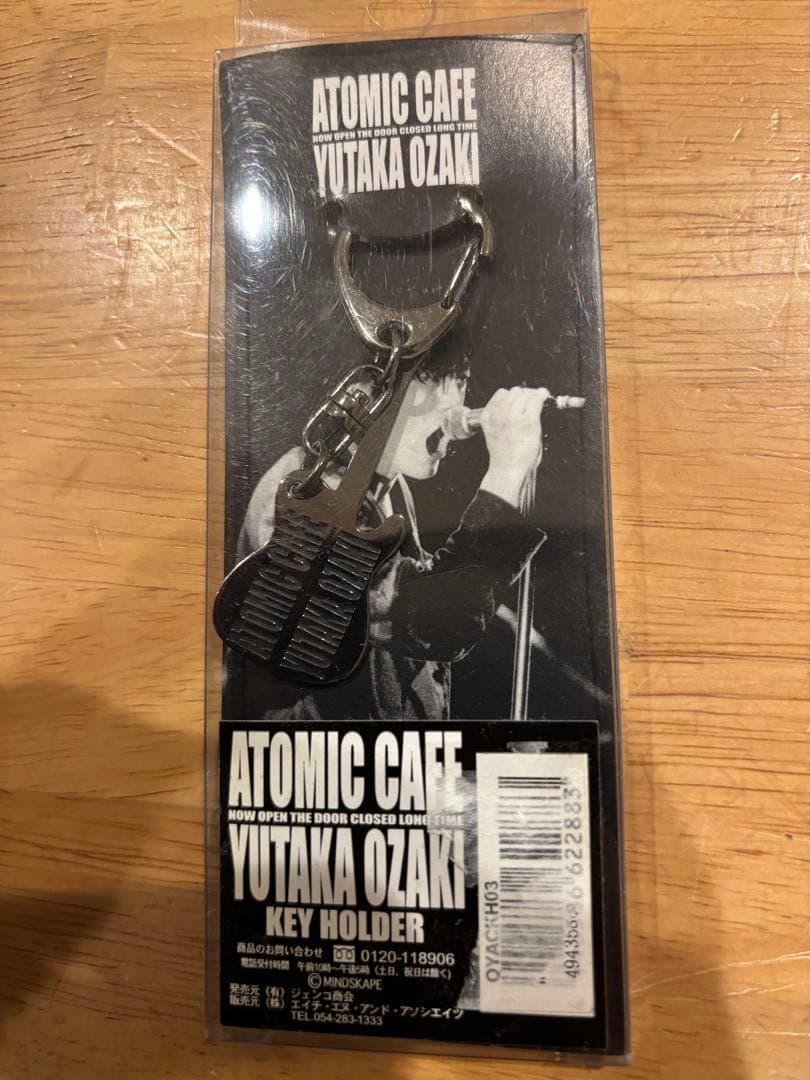 ATOMIC CAFE
NOW OPEN THE DOOR CLOSED LONG TIME
YUTAKA OZAKI
ATOMIC CAFE
YUTAKA OZAKI
ATOMIC CAFE
NOW OPEN THE DOOR CLOSED LONG TIME
YUTAKA OZAKI
KEY HOLDER
商品のお問い合わせ 0120-118906
電話受付時間 午前10時〜午後5時(土日、祝日は除く)
©MINDSKAPE
発売元(有)ジェンコ商会
販売元(株)エイチ・エヌ・アンド・アソシエイツ
TEL.054-283-1333
OYACKH03